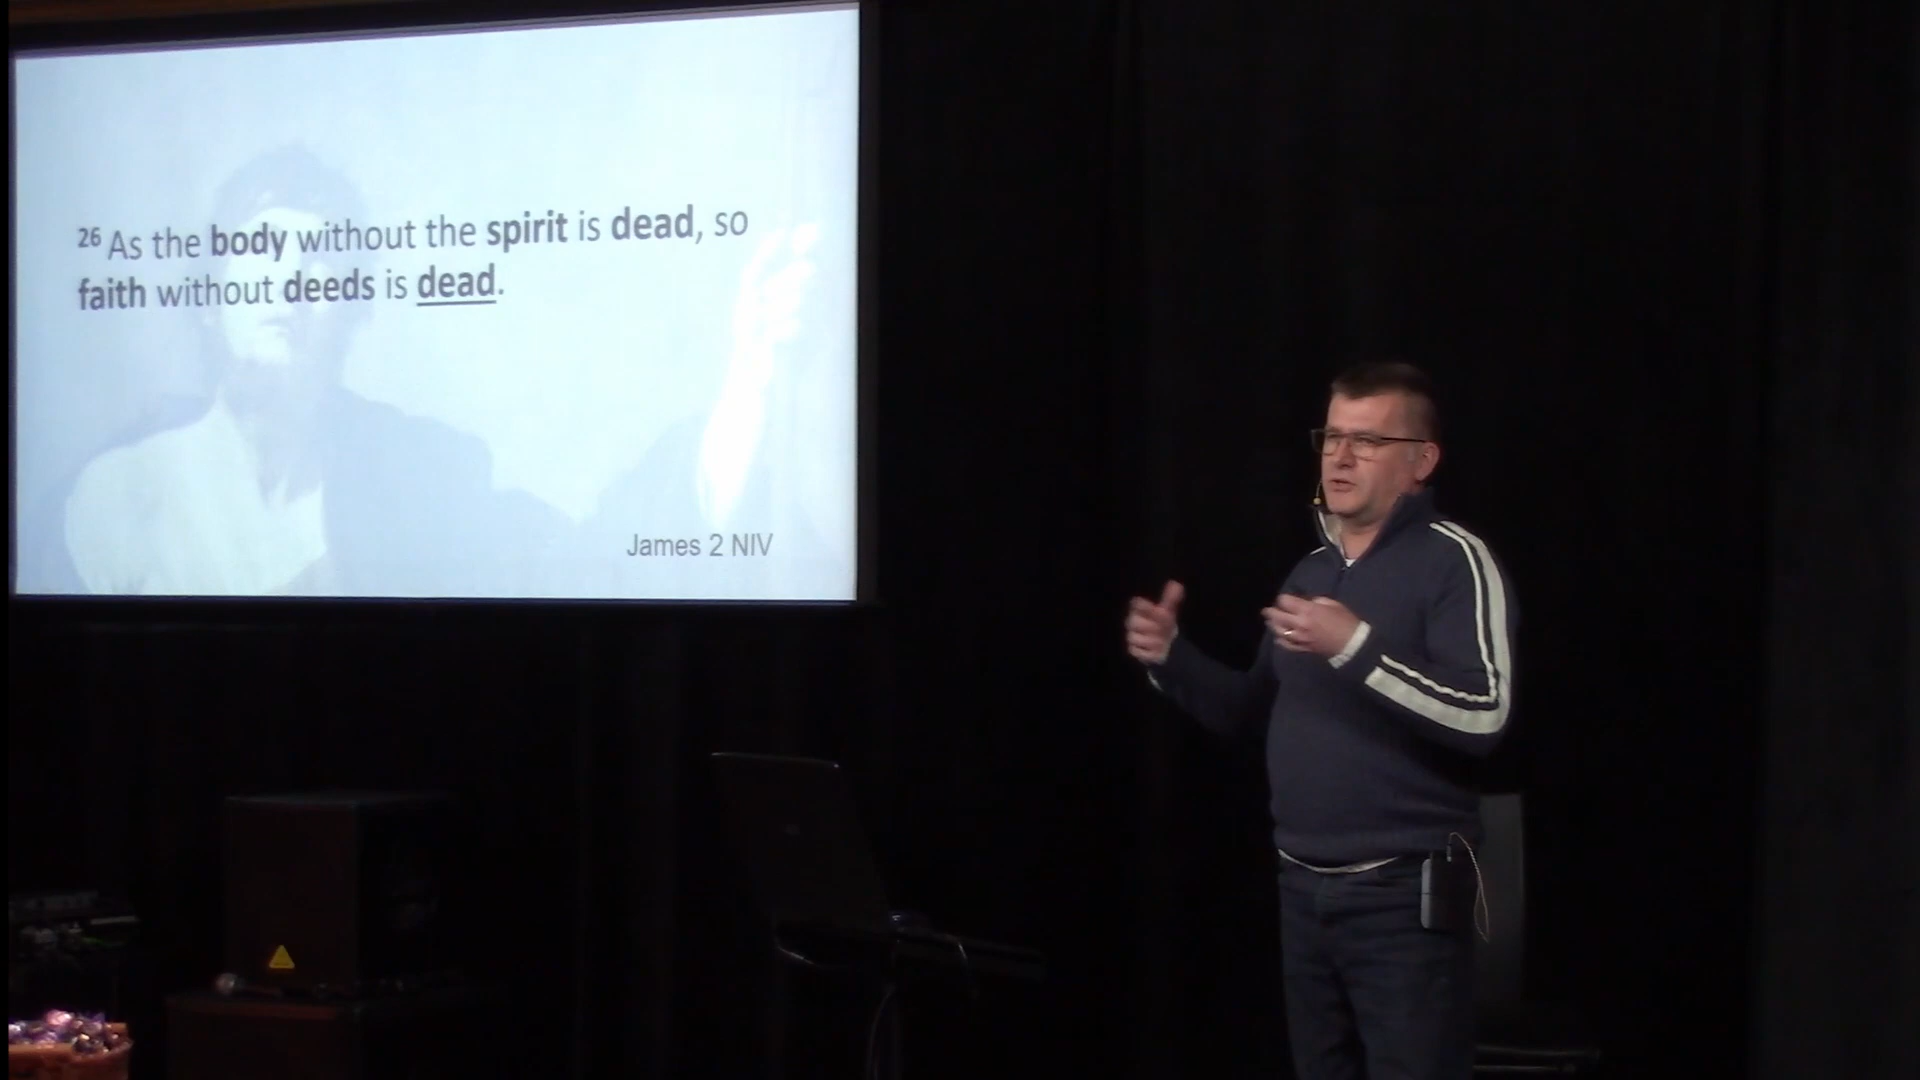 26 As the body without the spirit is dead, so
faith without deeds is dead.
James 2 NIV